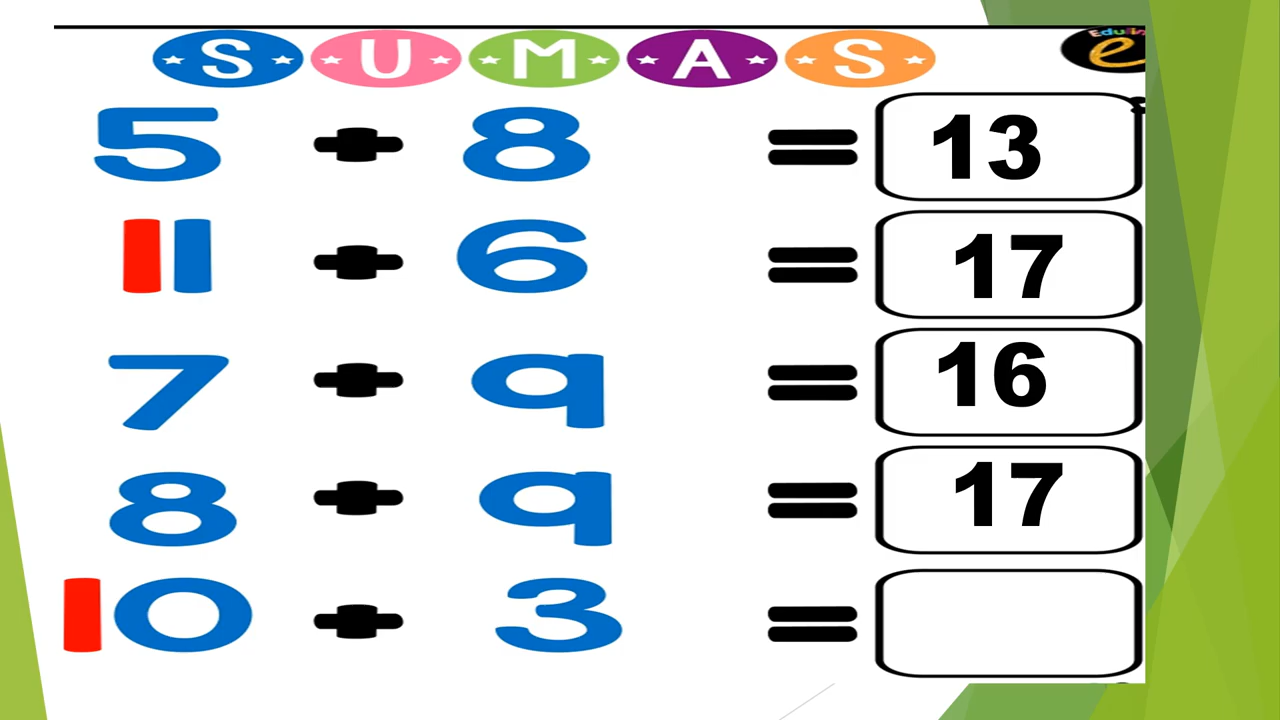 SUMAS
5 + 8 = 13
11 + 6 = 17
7 + 9 = 16
8 + 9 = 17
10 + 3 =